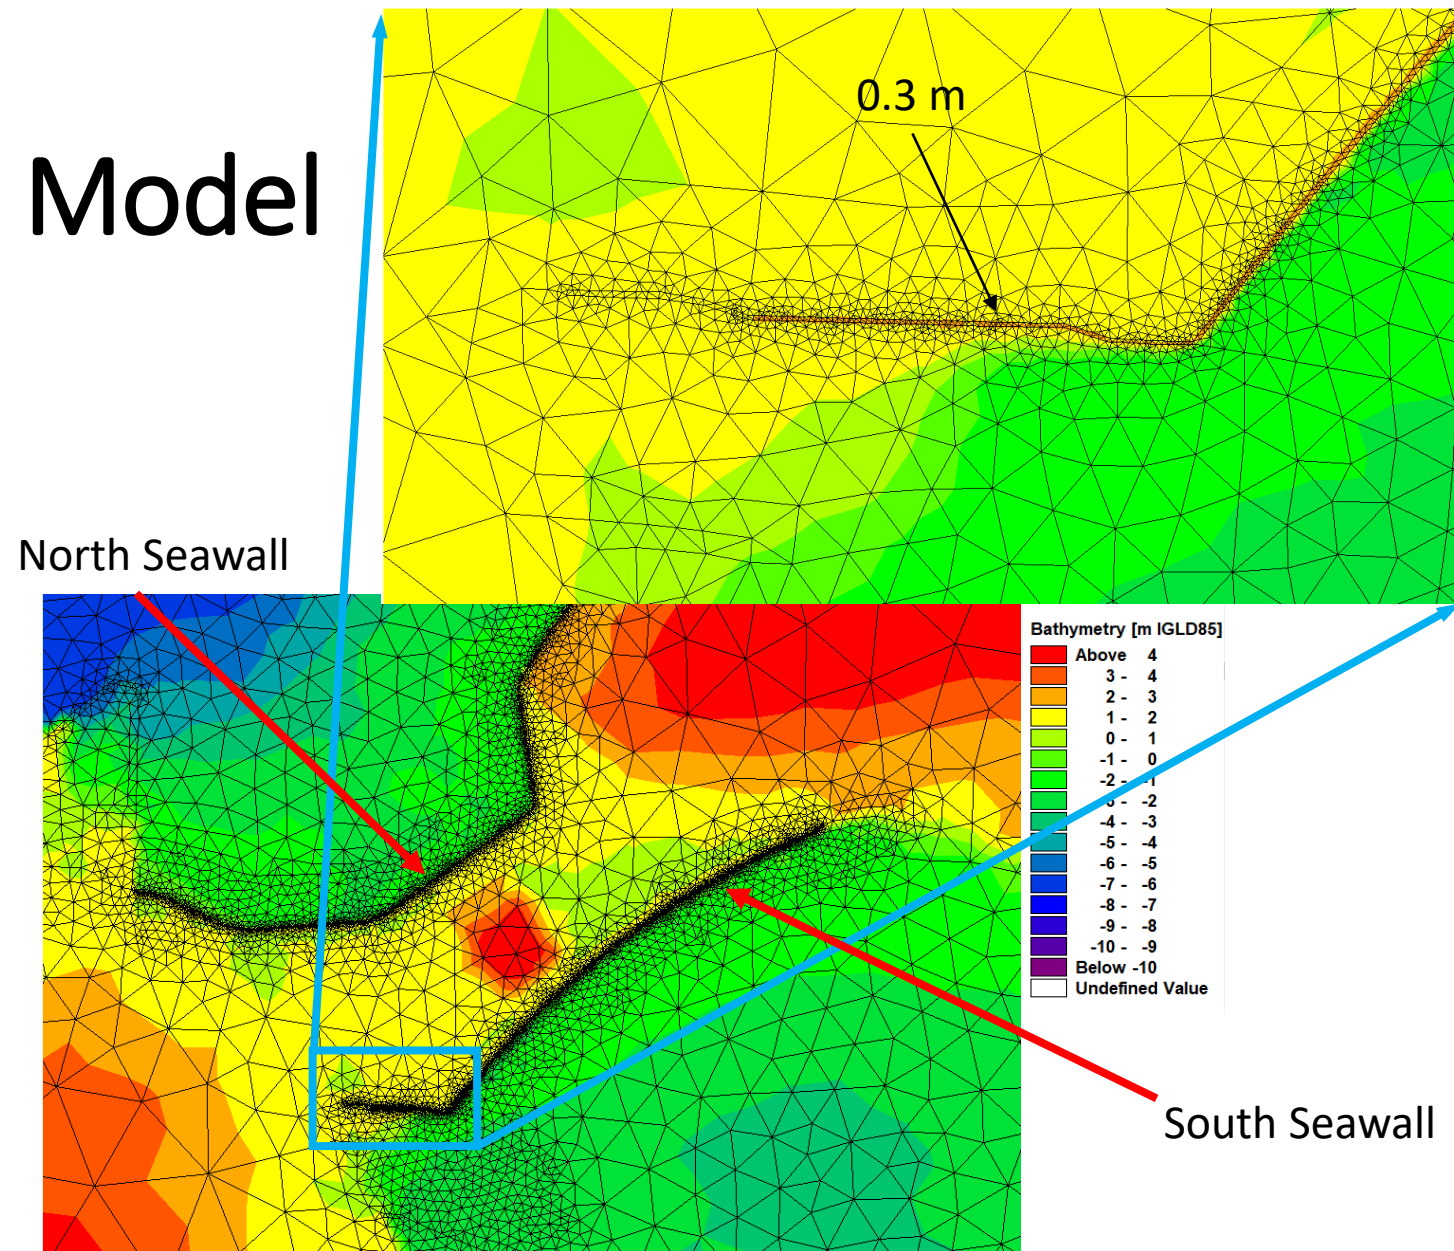 Model
0.3 m
North Seawall
Bathymetry [m IGLD85]
Above 4
3 - 4
2 - 3
1 - 2
0 - 1
-1 - 0
-2 - -1
-2
-4 - -3
-5 - -4
-6 - -5
-7 - -6
-8 - -7
-9 - -8
-10 - -9
Below -10
Undefined Value
South Seawall